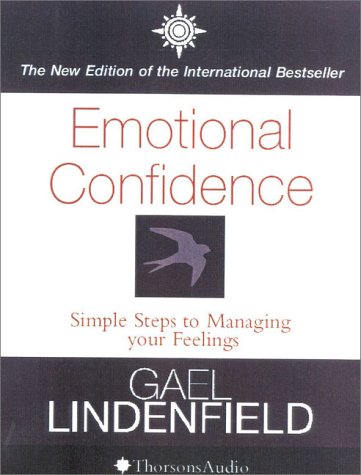 The New Edition of the International Bestseller
Emotional
Confidence
Simple Steps to Managing
your Feelings
GAEL
LINDENFIELD
ThorsonsAudio